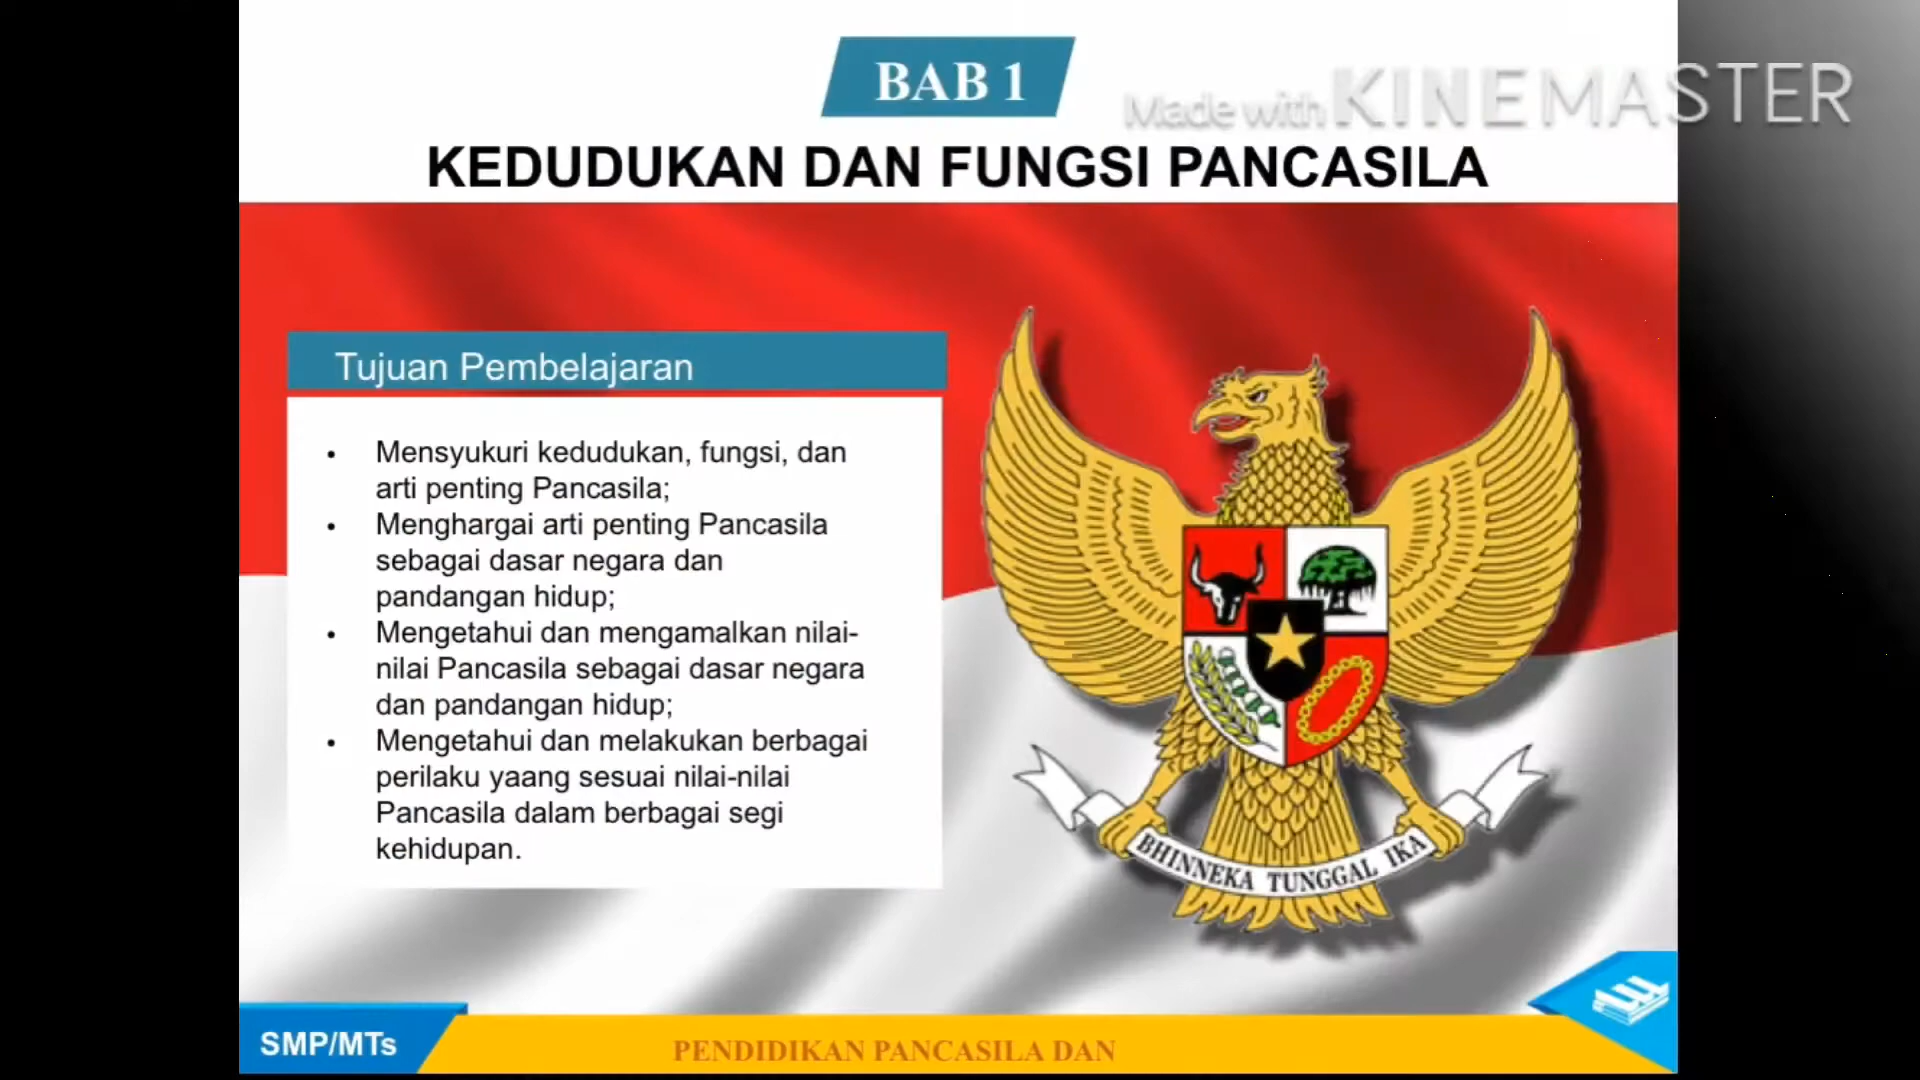 BAB 1
Made with KINEMASTER
KEDUDUKAN DAN FUNGSI PANCASILA
Tujuan Pembelajaran
• Mensyukuri kedudukan, fungsi, dan
arti penting Pancasila;
• Menghargai arti penting Pancasila
sebagai dasar negara dan
pandangan hidup;
• Mengetahui dan mengamalkan nilai-
nilai Pancasila sebagai dasar negara
dan pandangan hidup;
• Mengetahui dan melakukan berbagai
perilaku yaang sesuai nilai-nilai
Pancasila dalam berbagai segi
kehidupan.
BHINNEKA TUNGGAL IKA
SMP/MTs
PENDIDIKAN PANCASILA DAN